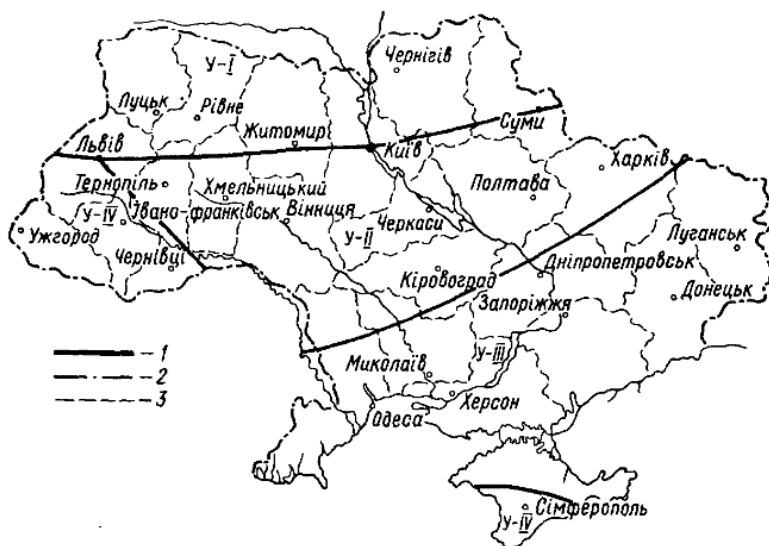 У-I
Чернігів
Луцьк
Рівне
Суми
Львів
Житомир
Київ
Харків
Тернопіль
Хмельницький
Полтава
У-IV
Івано-франківськ
Вінниця
Черкаси
Ужгород
У-II
Луганськ
Чернівці
Кіровоград
Дніпропетровськ
Запоріжжя
Донецьк
- 1
- 2
- 3
Миколаїв
У-III
Херсон
Одеса
Сімферополь
У-IV